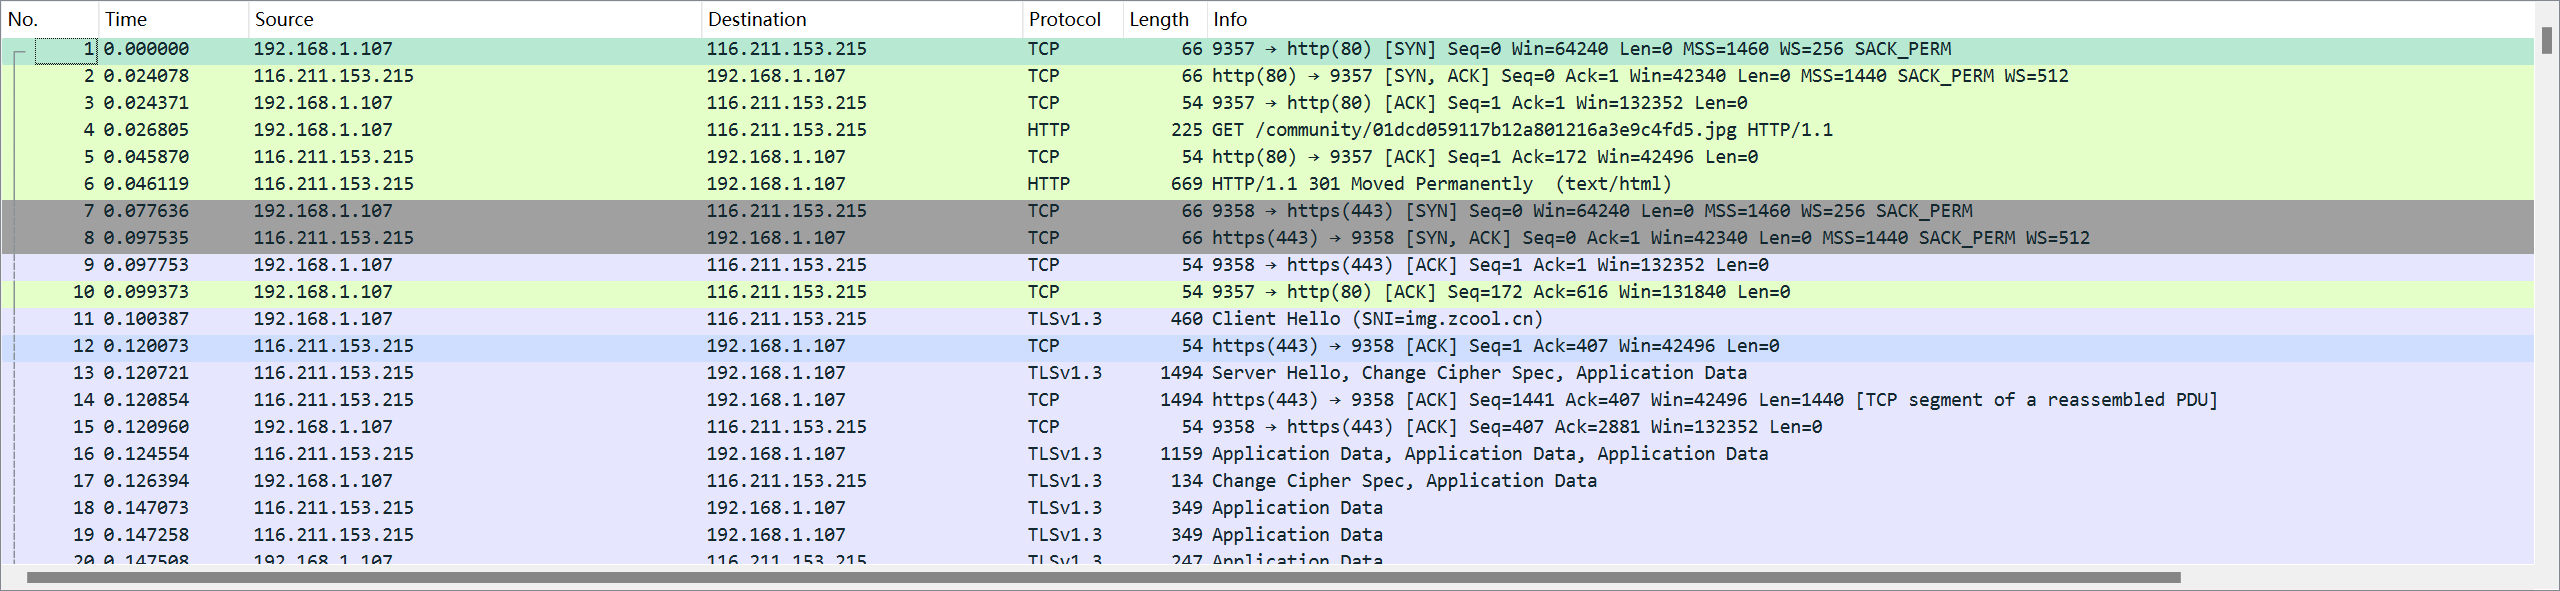 No. Time Source Destination Protocol Length Info
1 0.000000 192.168.1.107 116.211.153.215 TCP 66 9357 → http(80) [SYN] Seq=0 Win=64240 Len=0 MSS=1460 WS=256 SACK_PERM
2 0.024078 116.211.153.215 192.168.1.107 TCP 66 http(80) → 9357 [SYN, ACK] Seq=0 Ack=1 Win=42340 Len=0 MSS=1440 SACK_PERM WS=512
3 0.024371 192.168.1.107 116.211.153.215 TCP 54 9357 → http(80) [ACK] Seq=1 Ack=1 Win=132352 Len=0
4 0.026805 192.168.1.107 116.211.153.215 HTTP 225 GET /community/01dcd059117b12a801216a3e9c4fd5.jpg HTTP/1.1
5 0.045870 116.211.153.215 192.168.1.107 TCP 54 http(80) → 9357 [ACK] Seq=1 Ack=172 Win=42496 Len=0
6 0.046119 116.211.153.215 192.168.1.107 HTTP 669 HTTP/1.1 301 Moved Permanently  (text/html)
7 0.077636 192.168.1.107 116.211.153.215 TCP 66 9358 → https(443) [SYN] Seq=0 Win=64240 Len=0 MSS=1460 WS=256 SACK_PERM
8 0.097535 116.211.153.215 192.168.1.107 TCP 66 https(443) → 9358 [SYN, ACK] Seq=0 Ack=1 Win=42340 Len=0 MSS=1440 SACK_PERM WS=512
9 0.097753 192.168.1.107 116.211.153.215 TCP 54 9358 → https(443) [ACK] Seq=1 Ack=1 Win=132352 Len=0
10 0.099373 192.168.1.107 116.211.153.215 TCP 54 9357 → http(80) [ACK] Seq=172 Ack=616 Win=131840 Len=0
11 0.100387 192.168.1.107 116.211.153.215 TLSv1.3 460 Client Hello (SNI=img.zcool.cn)
12 0.120073 116.211.153.215 192.168.1.107 TCP 54 https(443) → 9358 [ACK] Seq=1 Ack=407 Win=42496 Len=0
13 0.120721 116.211.153.215 192.168.1.107 TLSv1.3 1494 Server Hello, Change Cipher Spec, Application Data
14 0.120854 116.211.153.215 192.168.1.107 TCP 1494 https(443) → 9358 [ACK] Seq=1441 Ack=407 Win=42496 Len=1440 [TCP segment of a reassembled PDU]
15 0.120960 192.168.1.107 116.211.153.215 TCP 54 9358 → https(443) [ACK] Seq=407 Ack=2881 Win=132352 Len=0
16 0.124554 116.211.153.215 192.168.1.107 TLSv1.3 1159 Application Data, Application Data, Application Data
17 0.126394 192.168.1.107 116.211.153.215 TLSv1.3 134 Change Cipher Spec, Application Data
18 0.147073 116.211.153.215 192.168.1.107 TLSv1.3 349 Application Data
19 0.147258 116.211.153.215 192.168.1.107 TLSv1.3 349 Application Data
20 0.147508 192.168.1.107 116.211.153.215 TLSv1.3 247 Application Data